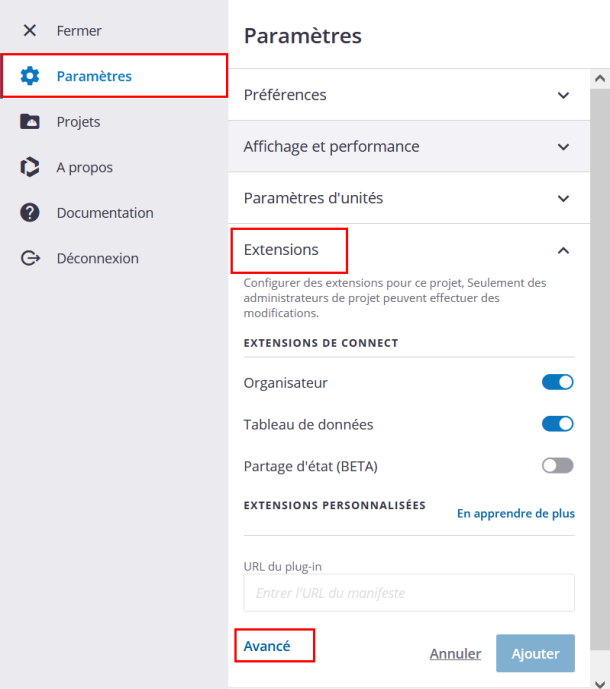 Fermer
Paramètres
Projets
A propos
Documentation
Déconnexion
Paramètres
Préférences
Affichage et performance
Paramètres d'unités
Extensions
Configurer des extensions pour ce projet, Seulement des
administrateurs de projet peuvent effectuer des
modifications.
EXTENSIONS DE CONNECT
Organisateur
Tableau de données
Partage d'état (BETA)
EXTENSIONS PERSONNALISÉES
En apprendre de plus
URL du plug-in
Entrer l'URL du manifeste
Avancé
Annuler
Ajouter